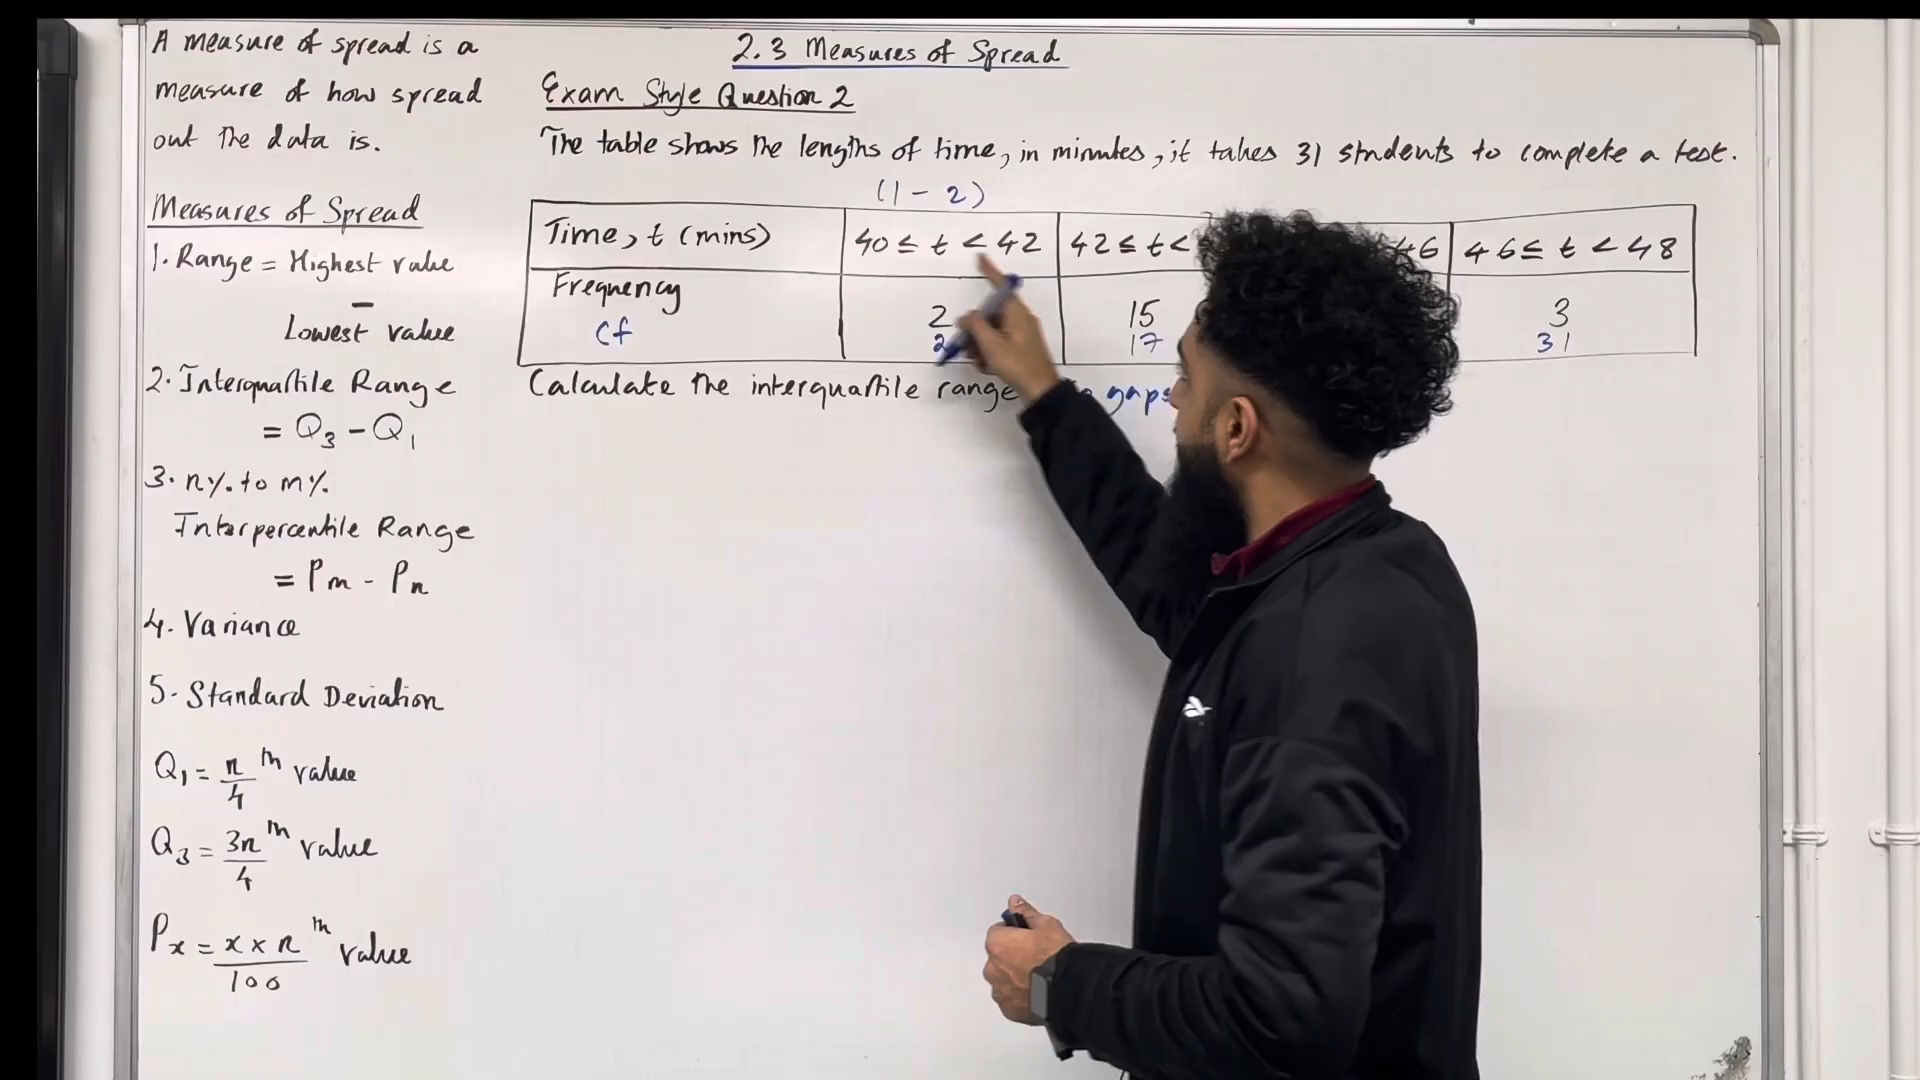 A measure of spread is a
measure of how spread
out the data is.
Measures of Spread
1. Range = Highest value
−
Lowest value
2. Interquartile Range
= Q3 − Q1
3. n% to m%
Interpercentile Range
= Pm − Pn
4. Variance
5. Standard Deviation
Q1 = n/4 th value
Q3 = 3n/4 th value
Px = x × n/100 th value
2.3 Measures of Spread
Exam Style Question 2
The table shows the lengths of time, in minutes, it takes 31 students to complete a test.
(1 − 2)
Time, t (mins) 40 ≤ t < 42 42 ≤ t < 46 46 ≤ t < 48
Frequency 2 15 3
Cf 2 17 31
Calculate the interquartile range gaps